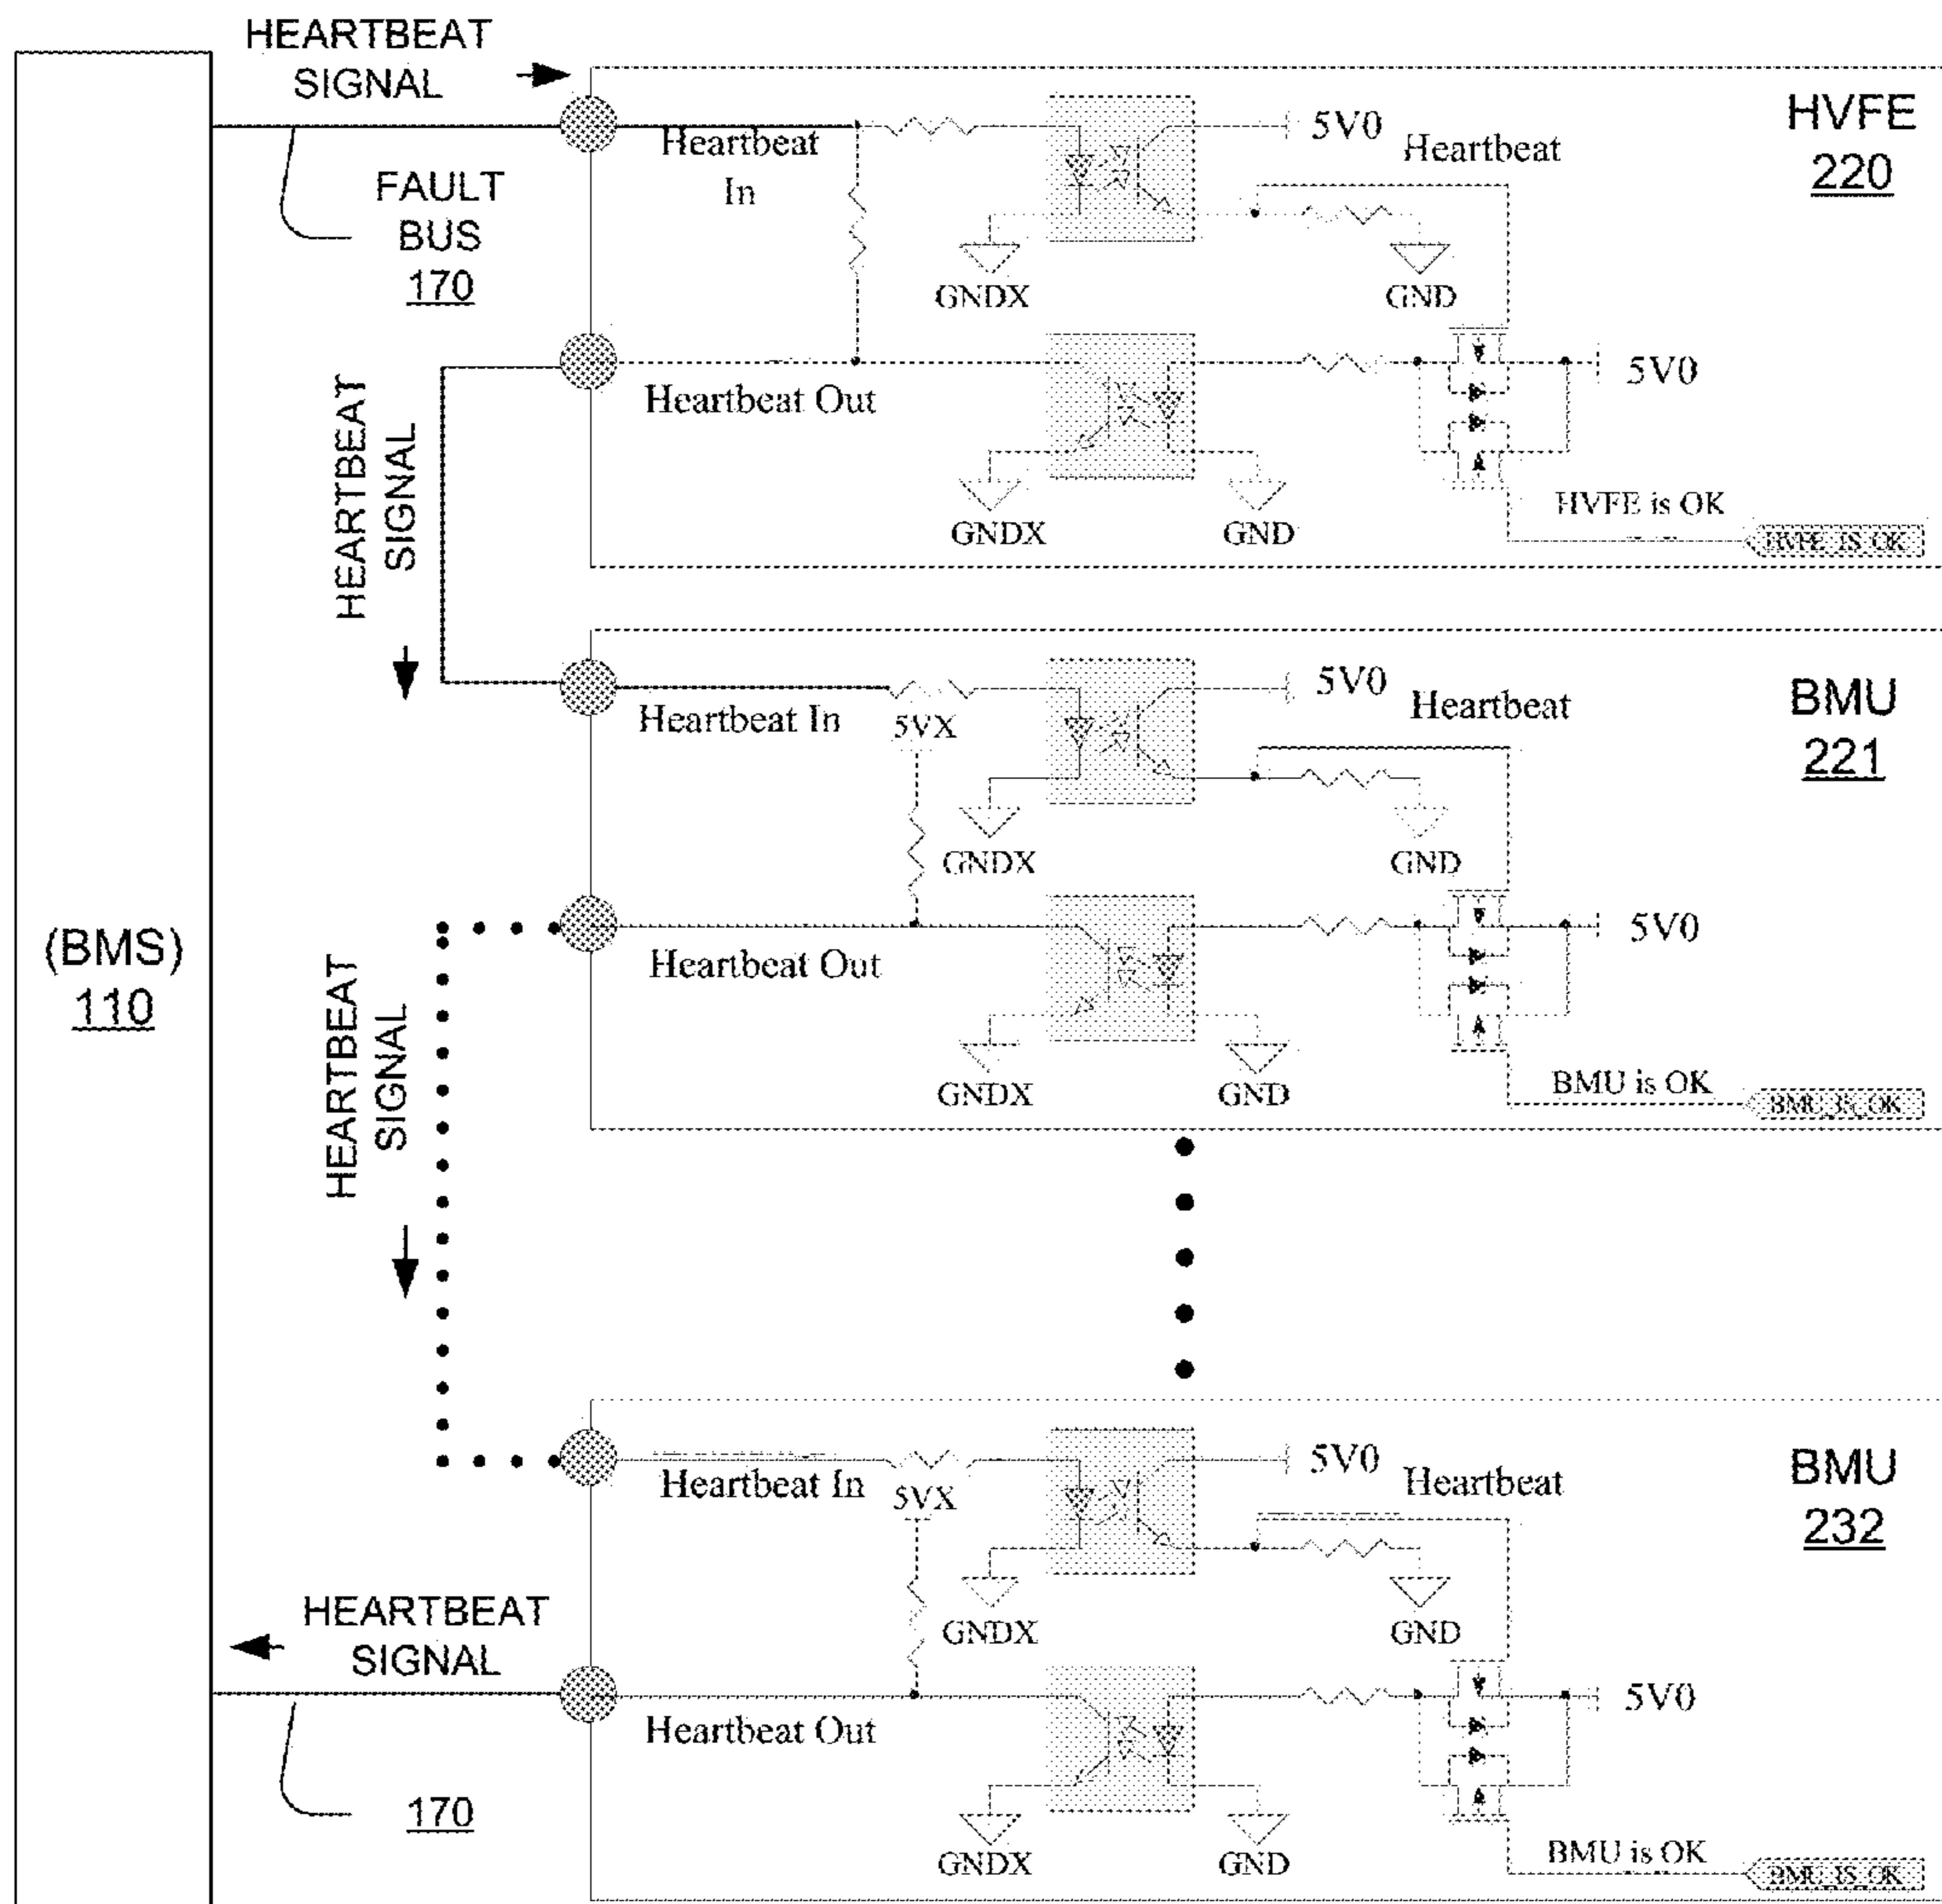 HEARTBEAT
SIGNAL
FAULT
BUS
170
HEARTBEAT
SIGNAL
HEARTBEAT
SIGNAL
(BMS)
110
HEARTBEAT
SIGNAL
170
HVFE
220
Heartbeat
In
5V0
Heartbeat
GNDX
GND
Heartbeat Out
5V0
GNDX
GND
HVFE is OK
HVFE_IS_OK
BMU
221
Heartbeat In
5VX
5V0
Heartbeat
GNDX
GND
Heartbeat Out
5V0
GNDX
GND
BMU is OK
BMU_IS_OK
BMU
232
Heartbeat In
5VX
5V0
Heartbeat
GNDX
GND
Heartbeat Out
5V0
GNDX
GND
BMU is OK
BMU_IS_OK